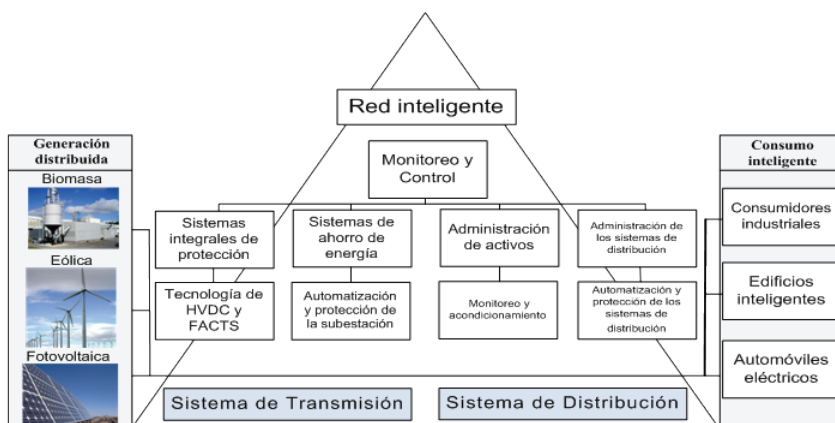 Red inteligente
Generación
distribuida
Biomasa
Eólica
Fotovoltaica
Monitoreo y
Control
Sistemas
integrales de
protección
Sistemas de
ahorro de
energía
Administración
de activos
Administración de
los sistemas de
distribución
Tecnología de
HVDC y
FACTS
Automatización
y protección de
la subestación
Monitoreo y
acondicionamiento
Automatización y
protección de los
sistemas de
distribución
Consumo
inteligente
Consumidores
industriales
Edificios
inteligentes
Automóviles
eléctricos
Sistema de Transmisión
Sistema de Distribución